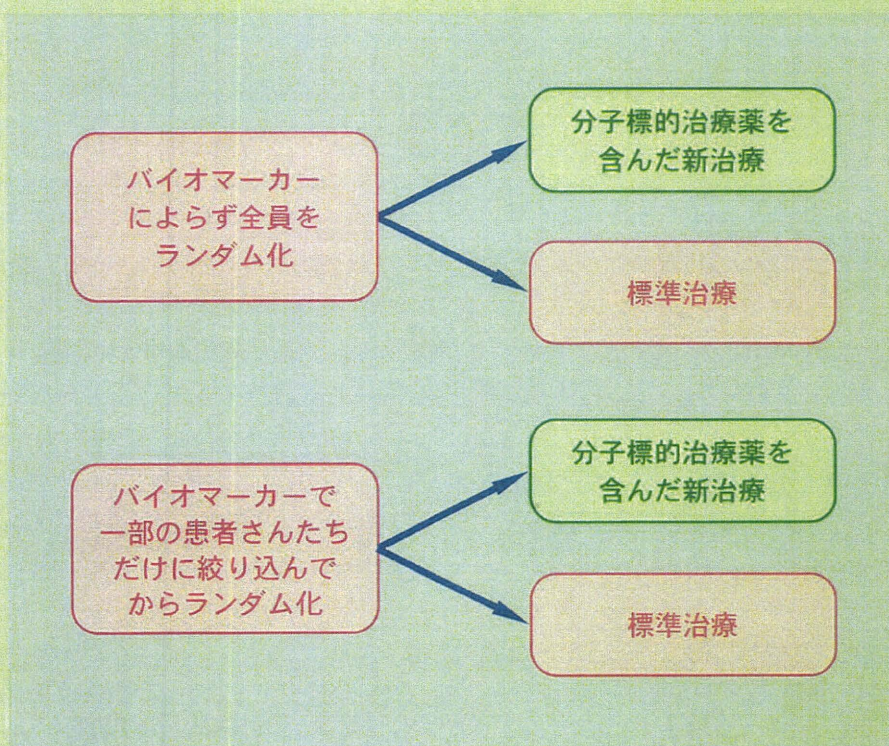 バイオマーカー
によらず全員を
ランダム化
分子標的治療薬を
含んだ新治療
標準治療
バイオマーカーで
一部の患者さんたち
だけに絞り込んで
からランダム化
分子標的治療薬を
含んだ新治療
標準治療